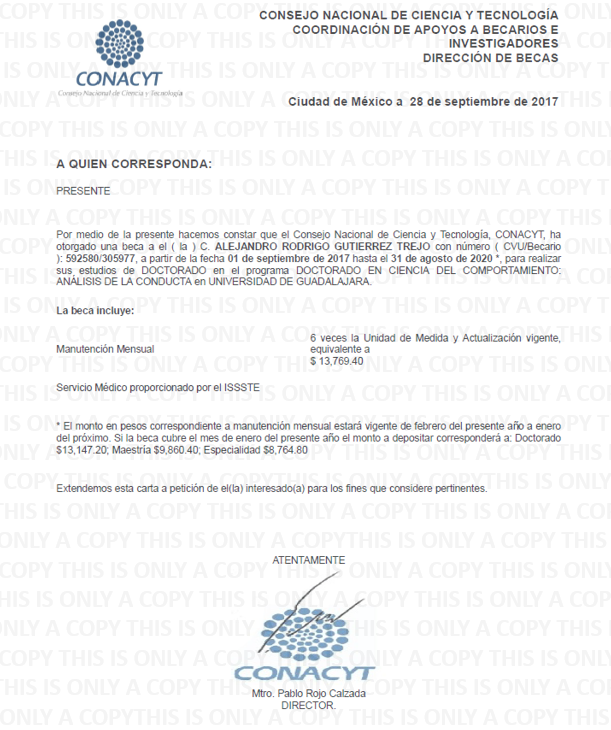 CONSEJO NACIONAL DE CIENCIA Y TECNOLOGÍA
COORDINACIÓN DE APOYOS A BECARIOS E
INVESTIGADORES
DIRECCIÓN DE BECAS
CONACYT
Consejo Nacional de Ciencia y Tecnología
Ciudad de México a 28 de septiembre de 2017
A QUIEN CORRESPONDA:
PRESENTE
Por medio de la presente hacemos constar que el Consejo Nacional de Ciencia y Tecnología, CONACYT, ha
otorgado una beca a el ( la ) C. ALEJANDRO RODRIGO GUTIERREZ TREJO con número ( CVU/Becario
): 592580/305977, a partir de la fecha 01 de septiembre de 2017 hasta el 31 de agosto de 2020 *, para realizar
sus estudios de DOCTORADO en el programa DOCTORADO EN CIENCIA DEL COMPORTAMIENTO:
ANÁLISIS DE LA CONDUCTA en UNIVERSIDAD DE GUADALAJARA.
La beca incluye:
Manutención Mensual
6 veces la Unidad de Medida y Actualización vigente,
equivalente a
$ 13,769.40
Servicio Médico proporcionado por el ISSSTE
* El monto en pesos correspondiente a manutención mensual estará vigente de febrero del presente año a enero
del próximo. Si la beca cubre el mes de enero del presente año el monto a depositar corresponderá a: Doctorado
$13,147.20; Maestría $9,860.40; Especialidad $8,764.80
Extendemos esta carta a petición de el(la) interesado(a) para los fines que considere pertinentes.
ATENTAMENTE
CONACYT
Mtro. Pablo Rojo Calzada
DIRECTOR.
THIS IS ONLY A COPY